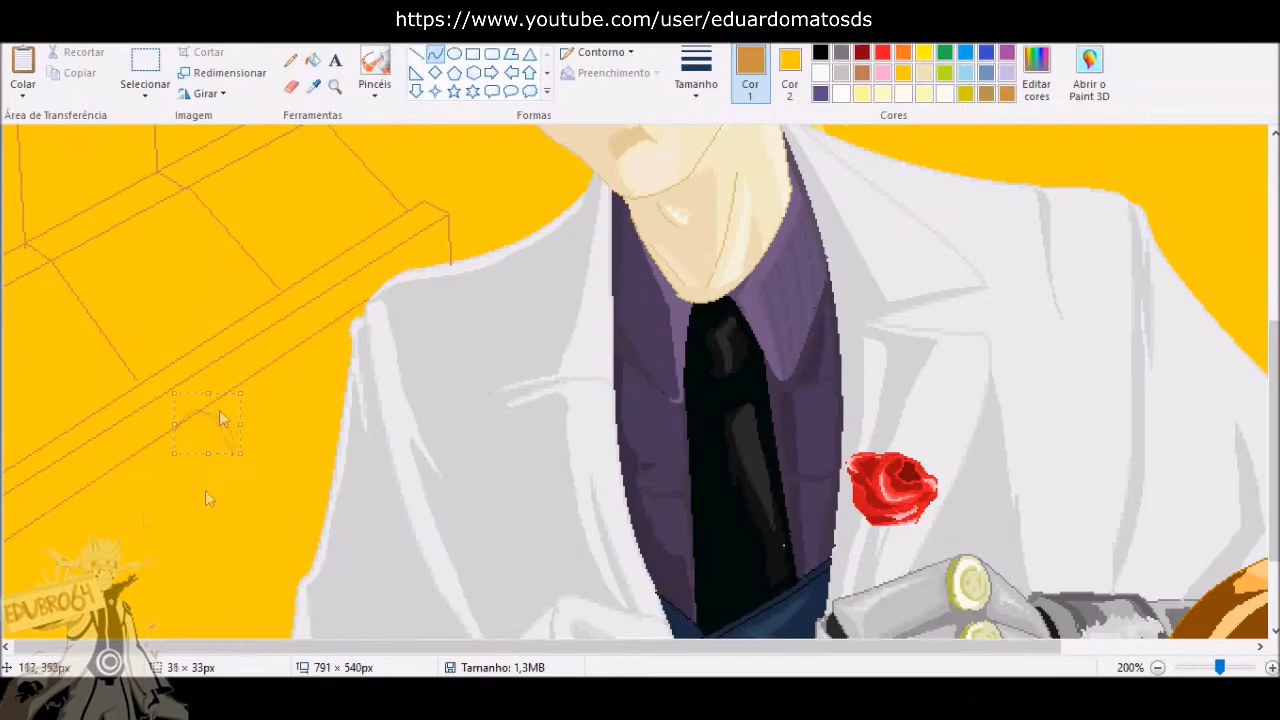 https://www.youtube.com/user/eduardomatosds
Colar
Recortar
Copiar
Área de Transferência
Selecionar
Cortar
Redimensionar
Girar
Imagem
A
Ferramentas
Pincéis
Formas
Contorno
Preenchimento
Tamanho
Cor 1
Cor 2
Cores
Editar cores
Abrir o Paint 3D
EDUBRO64
36 × 33px
791 × 540px
Tamanho: 1,3MB
200%